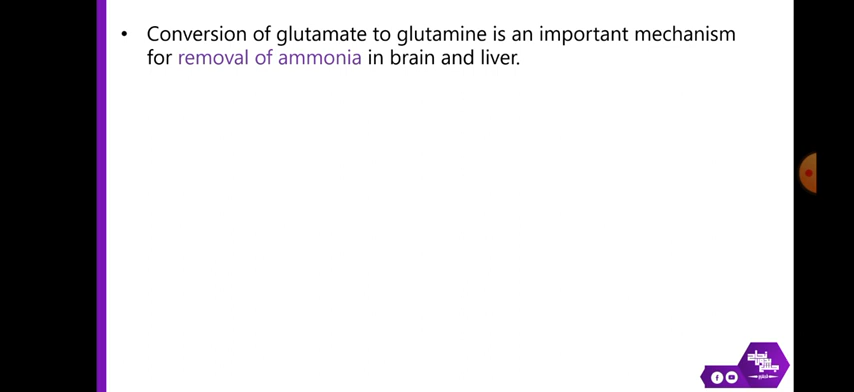 • Conversion of glutamate to glutamine is an important mechanism
for removal of ammonia in brain and liver.